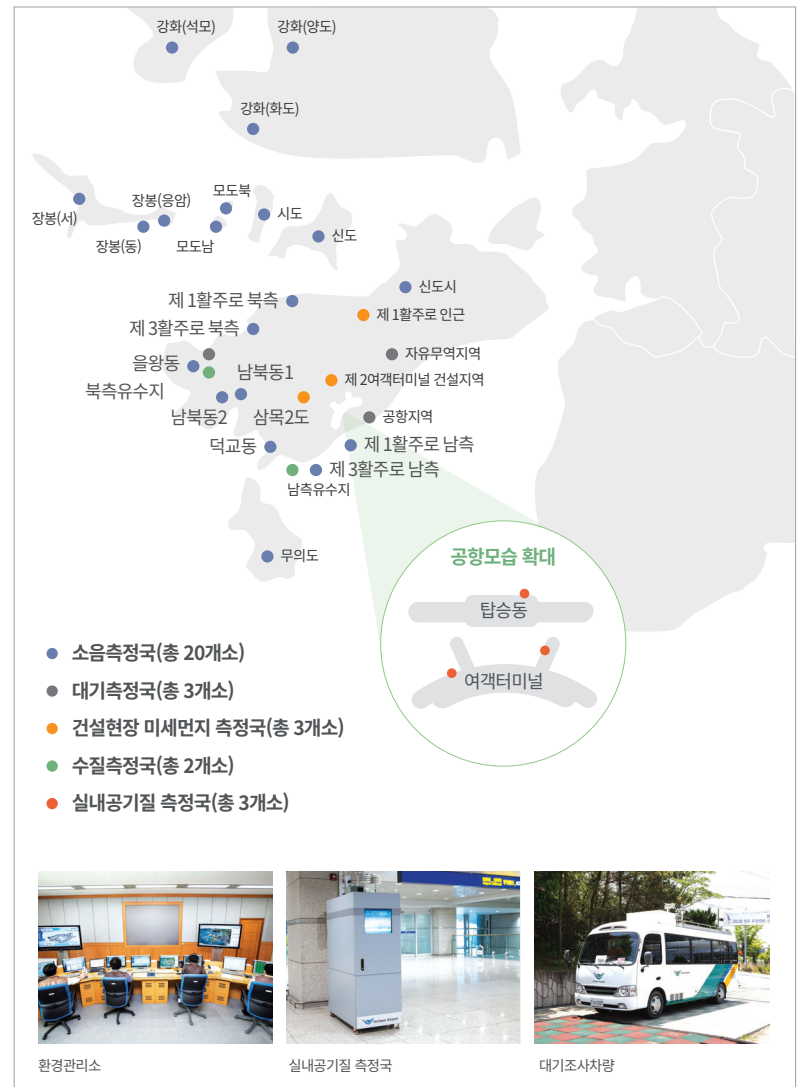 강화(석모)
강화(양도)
강화(화도)
장봉(서)
장봉(응암)
장봉(동)
모도북
모도남
시도
신도
신도시
제 1활주로 북측
제 1활주로 인근
제 3활주로 북측
자유무역지역
을왕동
남북동1
제 2여객터미널 건설지역
북측유수지
남북동2
삼목2도
공항지역
덕교동
제 1활주로 남측
제 3활주로 남측
남측유수지
무의도
공항모습 확대
탑승동
여객터미널
소음측정국(총 20개소)
대기측정국(총 3개소)
건설현장 미세먼지 측정국(총 3개소)
수질측정국(총 2개소)
실내공기질 측정국(총 3개소)
환경관리소
실내공기질 측정국
대기조사차량